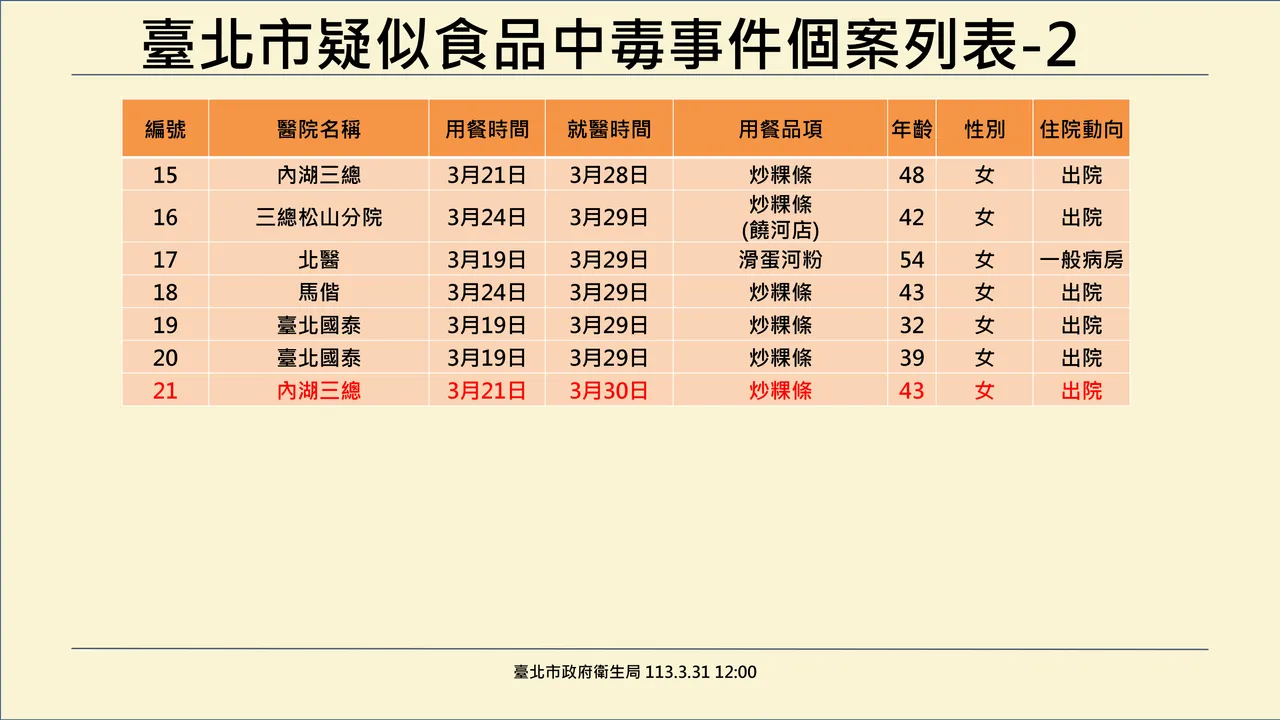 臺北市疑似食品中毒事件個案列表-2
編號 醫院名稱 用餐時間 就醫時間 用餐品項 年齡 性別 住院動向
15 內湖三總 3月21日 3月28日 炒粿條 48 女 出院
16 三總松山分院 3月24日 3月29日 炒粿條 (饒河店) 42 女 出院
17 北醫 3月19日 3月29日 滑蛋河粉 54 女 一般病房
18 馬偕 3月24日 3月29日 炒粿條 43 女 出院
19 臺北國泰 3月19日 3月29日 炒粿條 32 女 出院
20 臺北國泰 3月19日 3月29日 炒粿條 39 女 出院
21 內湖三總 3月21日 3月30日 炒粿條 43 女 出院
臺北市政府衛生局 113.3.31 12:00